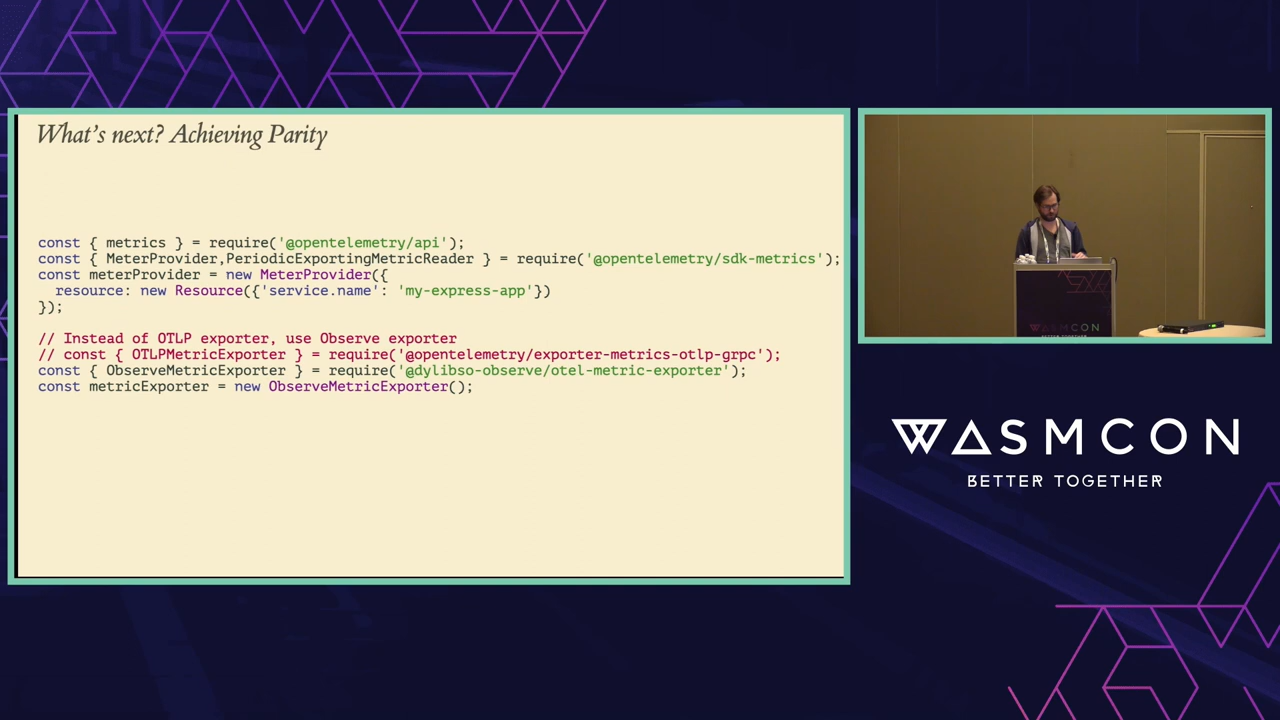 What's next? Achieving Parity
const { metrics } = require('@opentelemetry/api');
const { MeterProvider,PeriodicExportingMetricReader } = require('@opentelemetry/sdk-metrics');
const meterProvider = new MeterProvider({
  resource: new Resource({'service.name': 'my-express-app'})
});
// Instead of OTLP exporter, use Observe exporter
// const { OTLPMetricExporter } = require('@opentelemetry/exporter-metrics-otlp-grpc');
const { ObserveMetricExporter } = require('@dylibso-observe/otel-metric-exporter');
const metricExporter = new ObserveMetricExporter();
WASMCON
WASMCON
BETTER TOGETHER